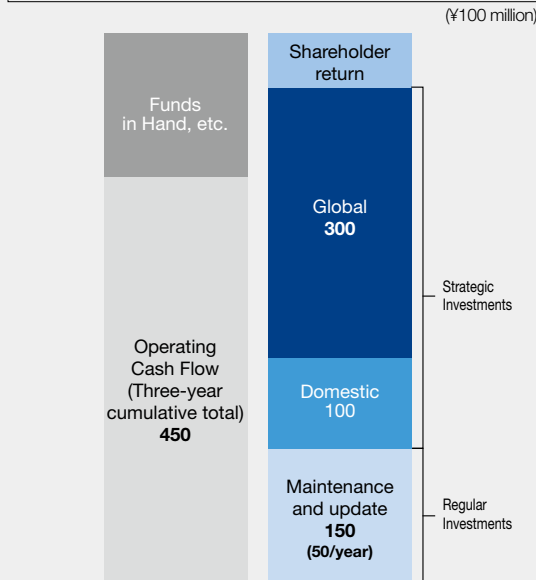 (¥100 million)
Funds
in Hand, etc.
Operating
Cash Flow
(Three-year
cumulative total)
450
Shareholder
return
Global
300
Domestic
100
Maintenance
and update
150
(50/year)
Strategic
Investments
Regular
Investments